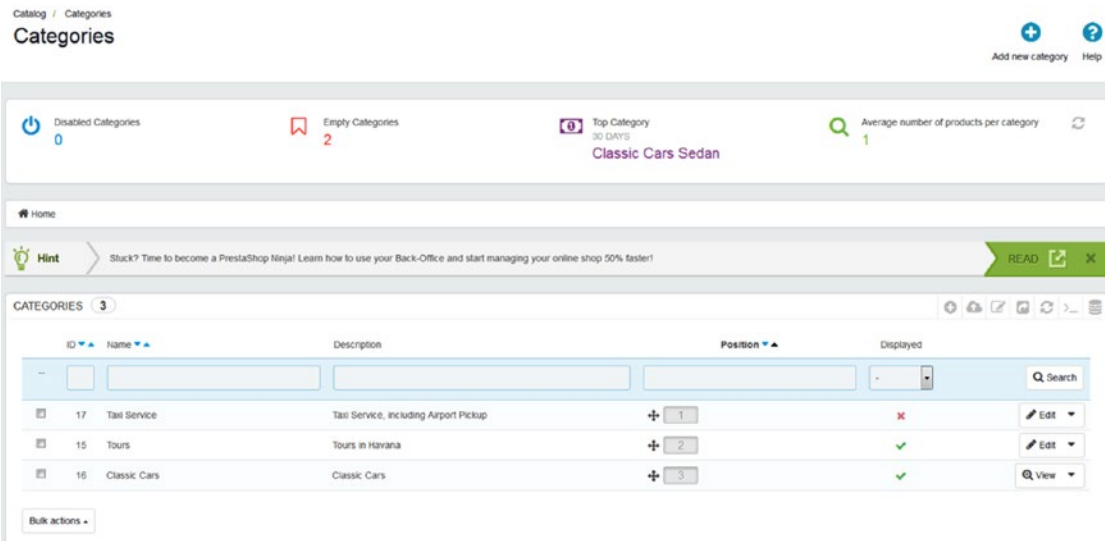 Catalog / Categories
Categories
Add new category Help
Disabled Categories
0
Empty Categories
2
Top Category
30 DAYS
Classic Cars Sedan
Average number of products per category
1
Home
Hint Stuck? Time to become a PrestaShop Ninja! Learn how to use your Back-Office and start managing your online shop 50% faster! READ
CATEGORIES 3
ID Name Description Position Displayed
-- - Search
17 Taxi Service Taxi Service, including Airport Pickup 1 Edit
15 Tours Tours in Havana 2 Edit
16 Classic Cars Classic Cars 3 View
Bulk actions